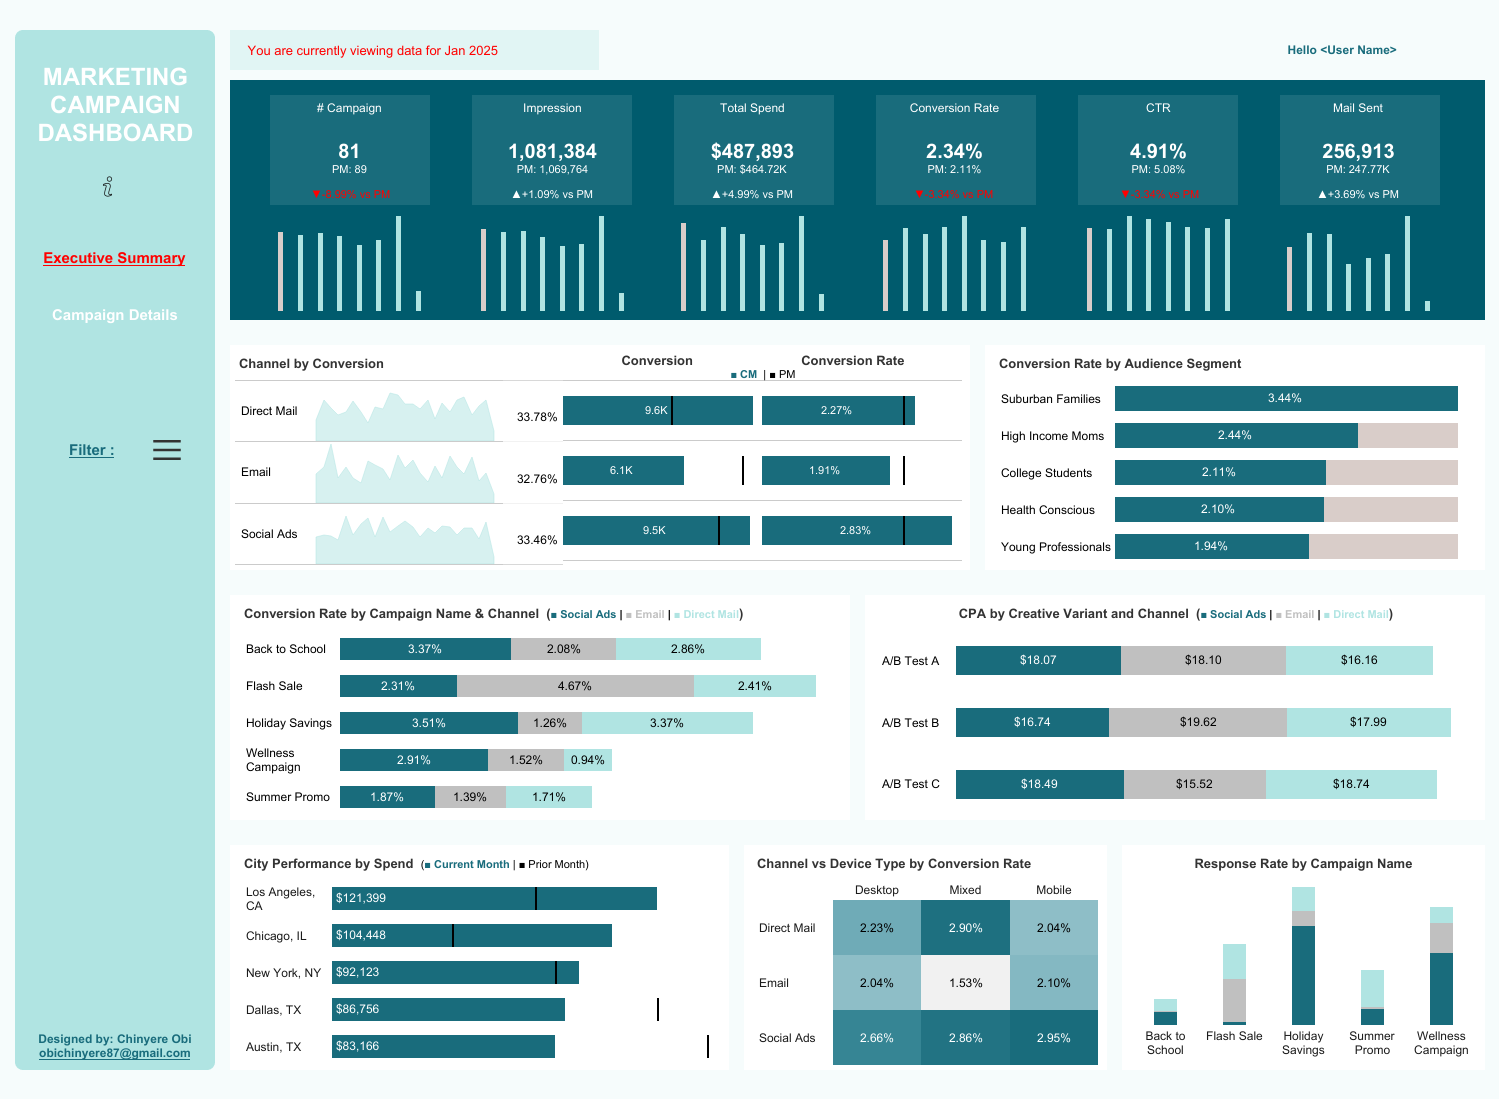 MARKETING
CAMPAIGN
DASHBOARD
Executive Summary
Campaign Details
Filter :
Designed by: Chinyere Obi
obichinyere87@gmail.com
You are currently viewing data for Jan 2025
Hello <User Name>
# Campaign
81
PM: 89
Impression
1,081,384
PM: 1,069,764
▲+1.09% vs PM
Total Spend
$487,893
PM: $464.72K
▲+4.99% vs PM
Conversion Rate
2.34%
PM: 2.11%
CTR
4.91%
PM: 5.08%
Mail Sent
256,913
PM: 247.77K
▲+3.69% vs PM
Channel by Conversion
Conversion
Conversion Rate
■ CM | ■ PM
Direct Mail
33.78%
9.6K
2.27%
Email
32.76%
6.1K
1.91%
Social Ads
33.46%
9.5K
2.83%
Conversion Rate by Audience Segment
Suburban Families
3.44%
High Income Moms
2.44%
College Students
2.11%
Health Conscious
2.10%
Young Professionals
1.94%
Conversion Rate by Campaign Name & Channel (■ Social Ads | ■ Email | ■ Direct Mail)
Back to School
3.37%
2.08%
2.86%
Flash Sale
2.31%
4.67%
2.41%
Holiday Savings
3.51%
1.26%
3.37%
Wellness
Campaign
2.91%
1.52%
0.94%
Summer Promo
1.87%
1.39%
1.71%
CPA by Creative Variant and Channel (■ Social Ads | ■ Email | ■ Direct Mail)
A/B Test A
$18.07
$18.10
$16.16
A/B Test B
$16.74
$19.62
$17.99
A/B Test C
$18.49
$15.52
$18.74
City Performance by Spend (■ Current Month | ■ Prior Month)
Los Angeles,
CA
$121,399
Chicago, IL
$104,448
New York, NY
$92,123
Dallas, TX
$86,756
Austin, TX
$83,166
Channel vs Device Type by Conversion Rate
Desktop
Mixed
Mobile
Direct Mail
2.23%
2.90%
2.04%
Email
2.04%
1.53%
2.10%
Social Ads
2.66%
2.86%
2.95%
Response Rate by Campaign Name
Back to
School
Flash Sale
Holiday
Savings
Summer
Promo
Wellness
Campaign